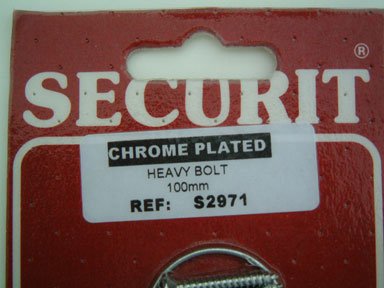 ®
SECURIT
CHROME PLATED
HEAVY BOLT
100mm
REF: S2971